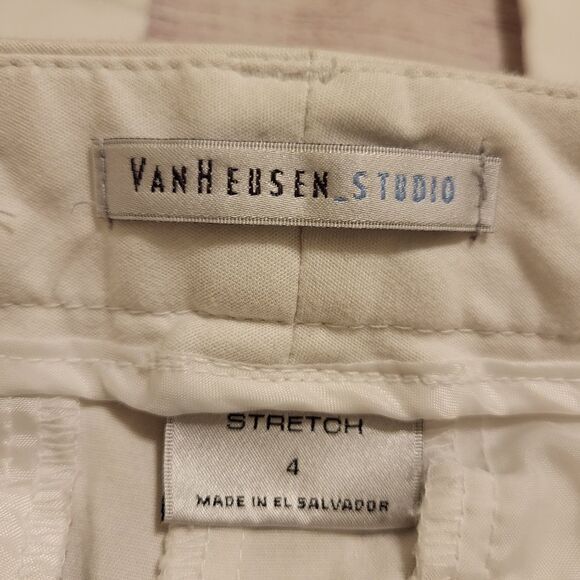 VANHEUSEN_STUDIO
STRETCH
4
MADE IN EL SALVADOR